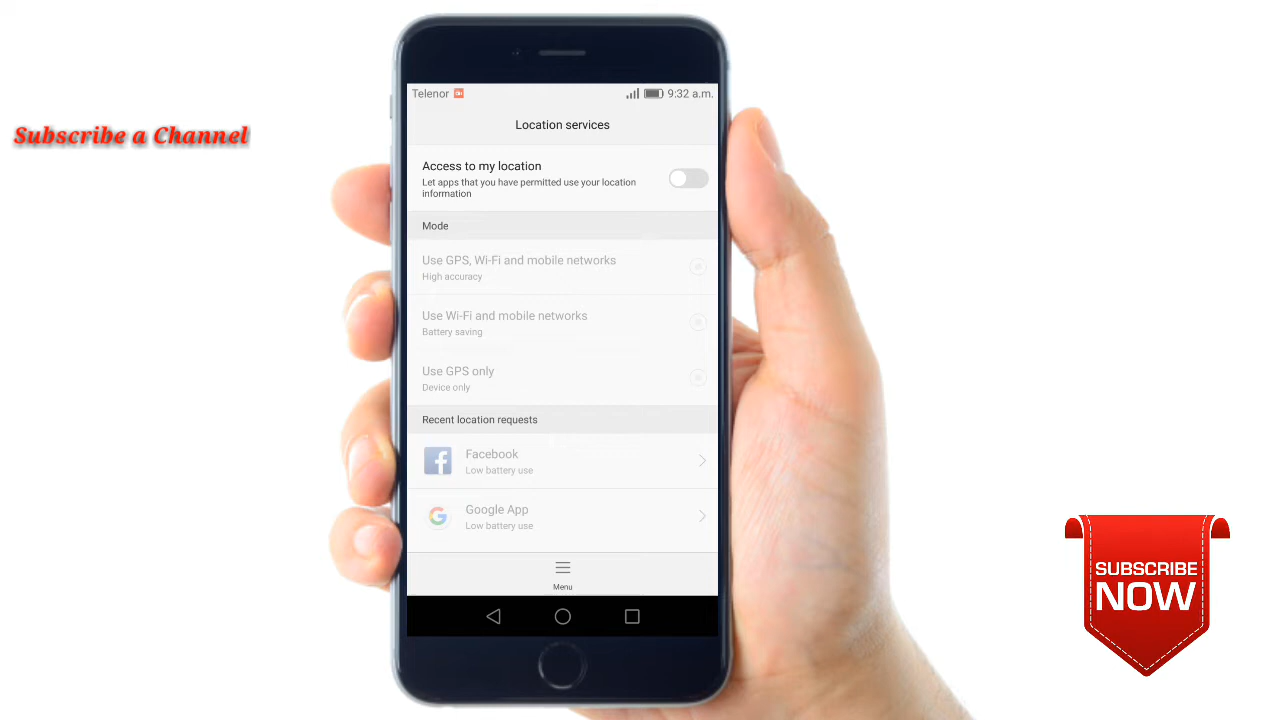 Subscribe a Channel
Telenor
9:32 a.m.
Location services
Access to my location
Let apps that you have permitted use your location
information
Mode
Use GPS, Wi-Fi and mobile networks
High accuracy
Use Wi-Fi and mobile networks
Battery saving
Use GPS only
Device only
Recent location requests
Facebook
Low battery use
Google App
Low battery use
Menu
SUBSCRIBE
NOW